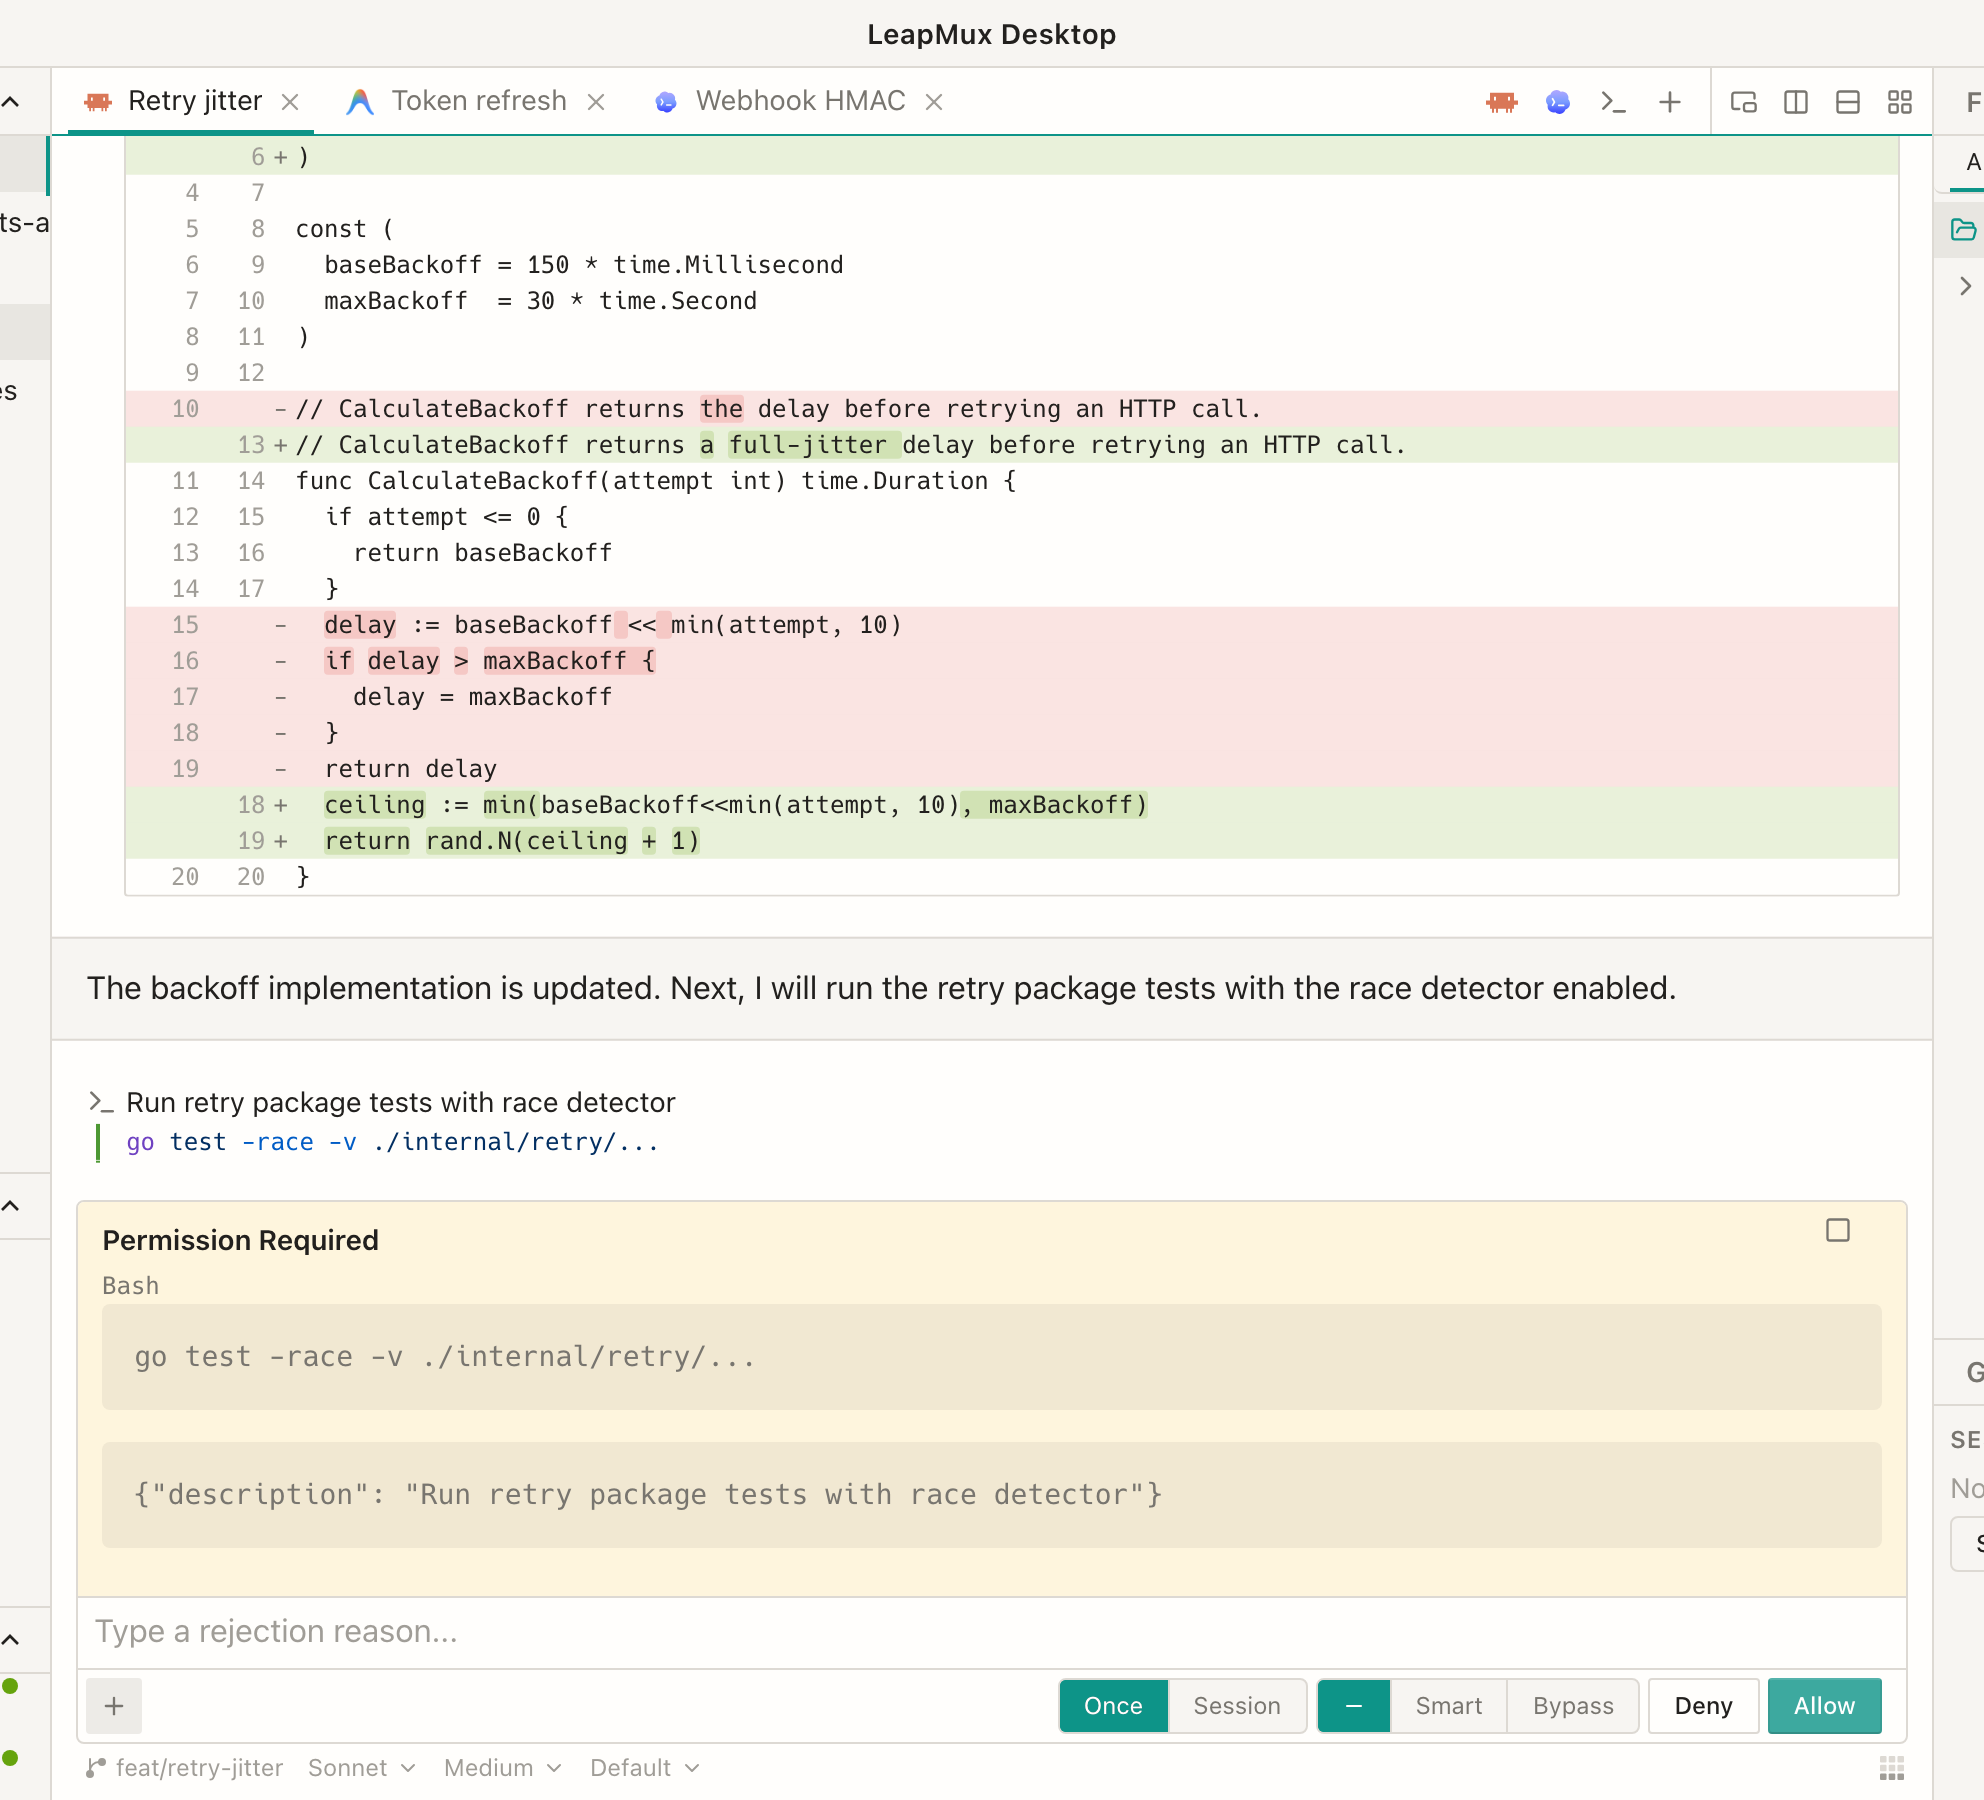 LeapMux Desktop
Retry jitter
Token refresh
Webhook HMAC
F
A
ts-a
es
6 + )
4 7
5 8 const (
6 9 baseBackoff = 150 * time.Millisecond
7 10 maxBackoff  = 30 * time.Second
8 11 )
9 12
10 - // CalculateBackoff returns the delay before retrying an HTTP call.
13 + // CalculateBackoff returns a full-jitter delay before retrying an HTTP call.
11 14 func CalculateBackoff(attempt int) time.Duration {
12 15 if attempt <= 0 {
13 16 return baseBackoff
14 17 }
15 - delay := baseBackoff << min(attempt, 10)
16 - if delay > maxBackoff {
17 - delay = maxBackoff
18 - }
19 - return delay
18 + ceiling := min(baseBackoff<<min(attempt, 10), maxBackoff)
19 + return rand.N(ceiling + 1)
20 20 }
The backoff implementation is updated. Next, I will run the retry package tests with the race detector enabled.
Run retry package tests with race detector
go test -race -v ./internal/retry/...
Permission Required
Bash
go test -race -v ./internal/retry/...
{"description": "Run retry package tests with race detector"}
Type a rejection reason...
Once Session – Smart Bypass Deny Allow
feat/retry-jitter Sonnet Medium Default
G
SE
No
S